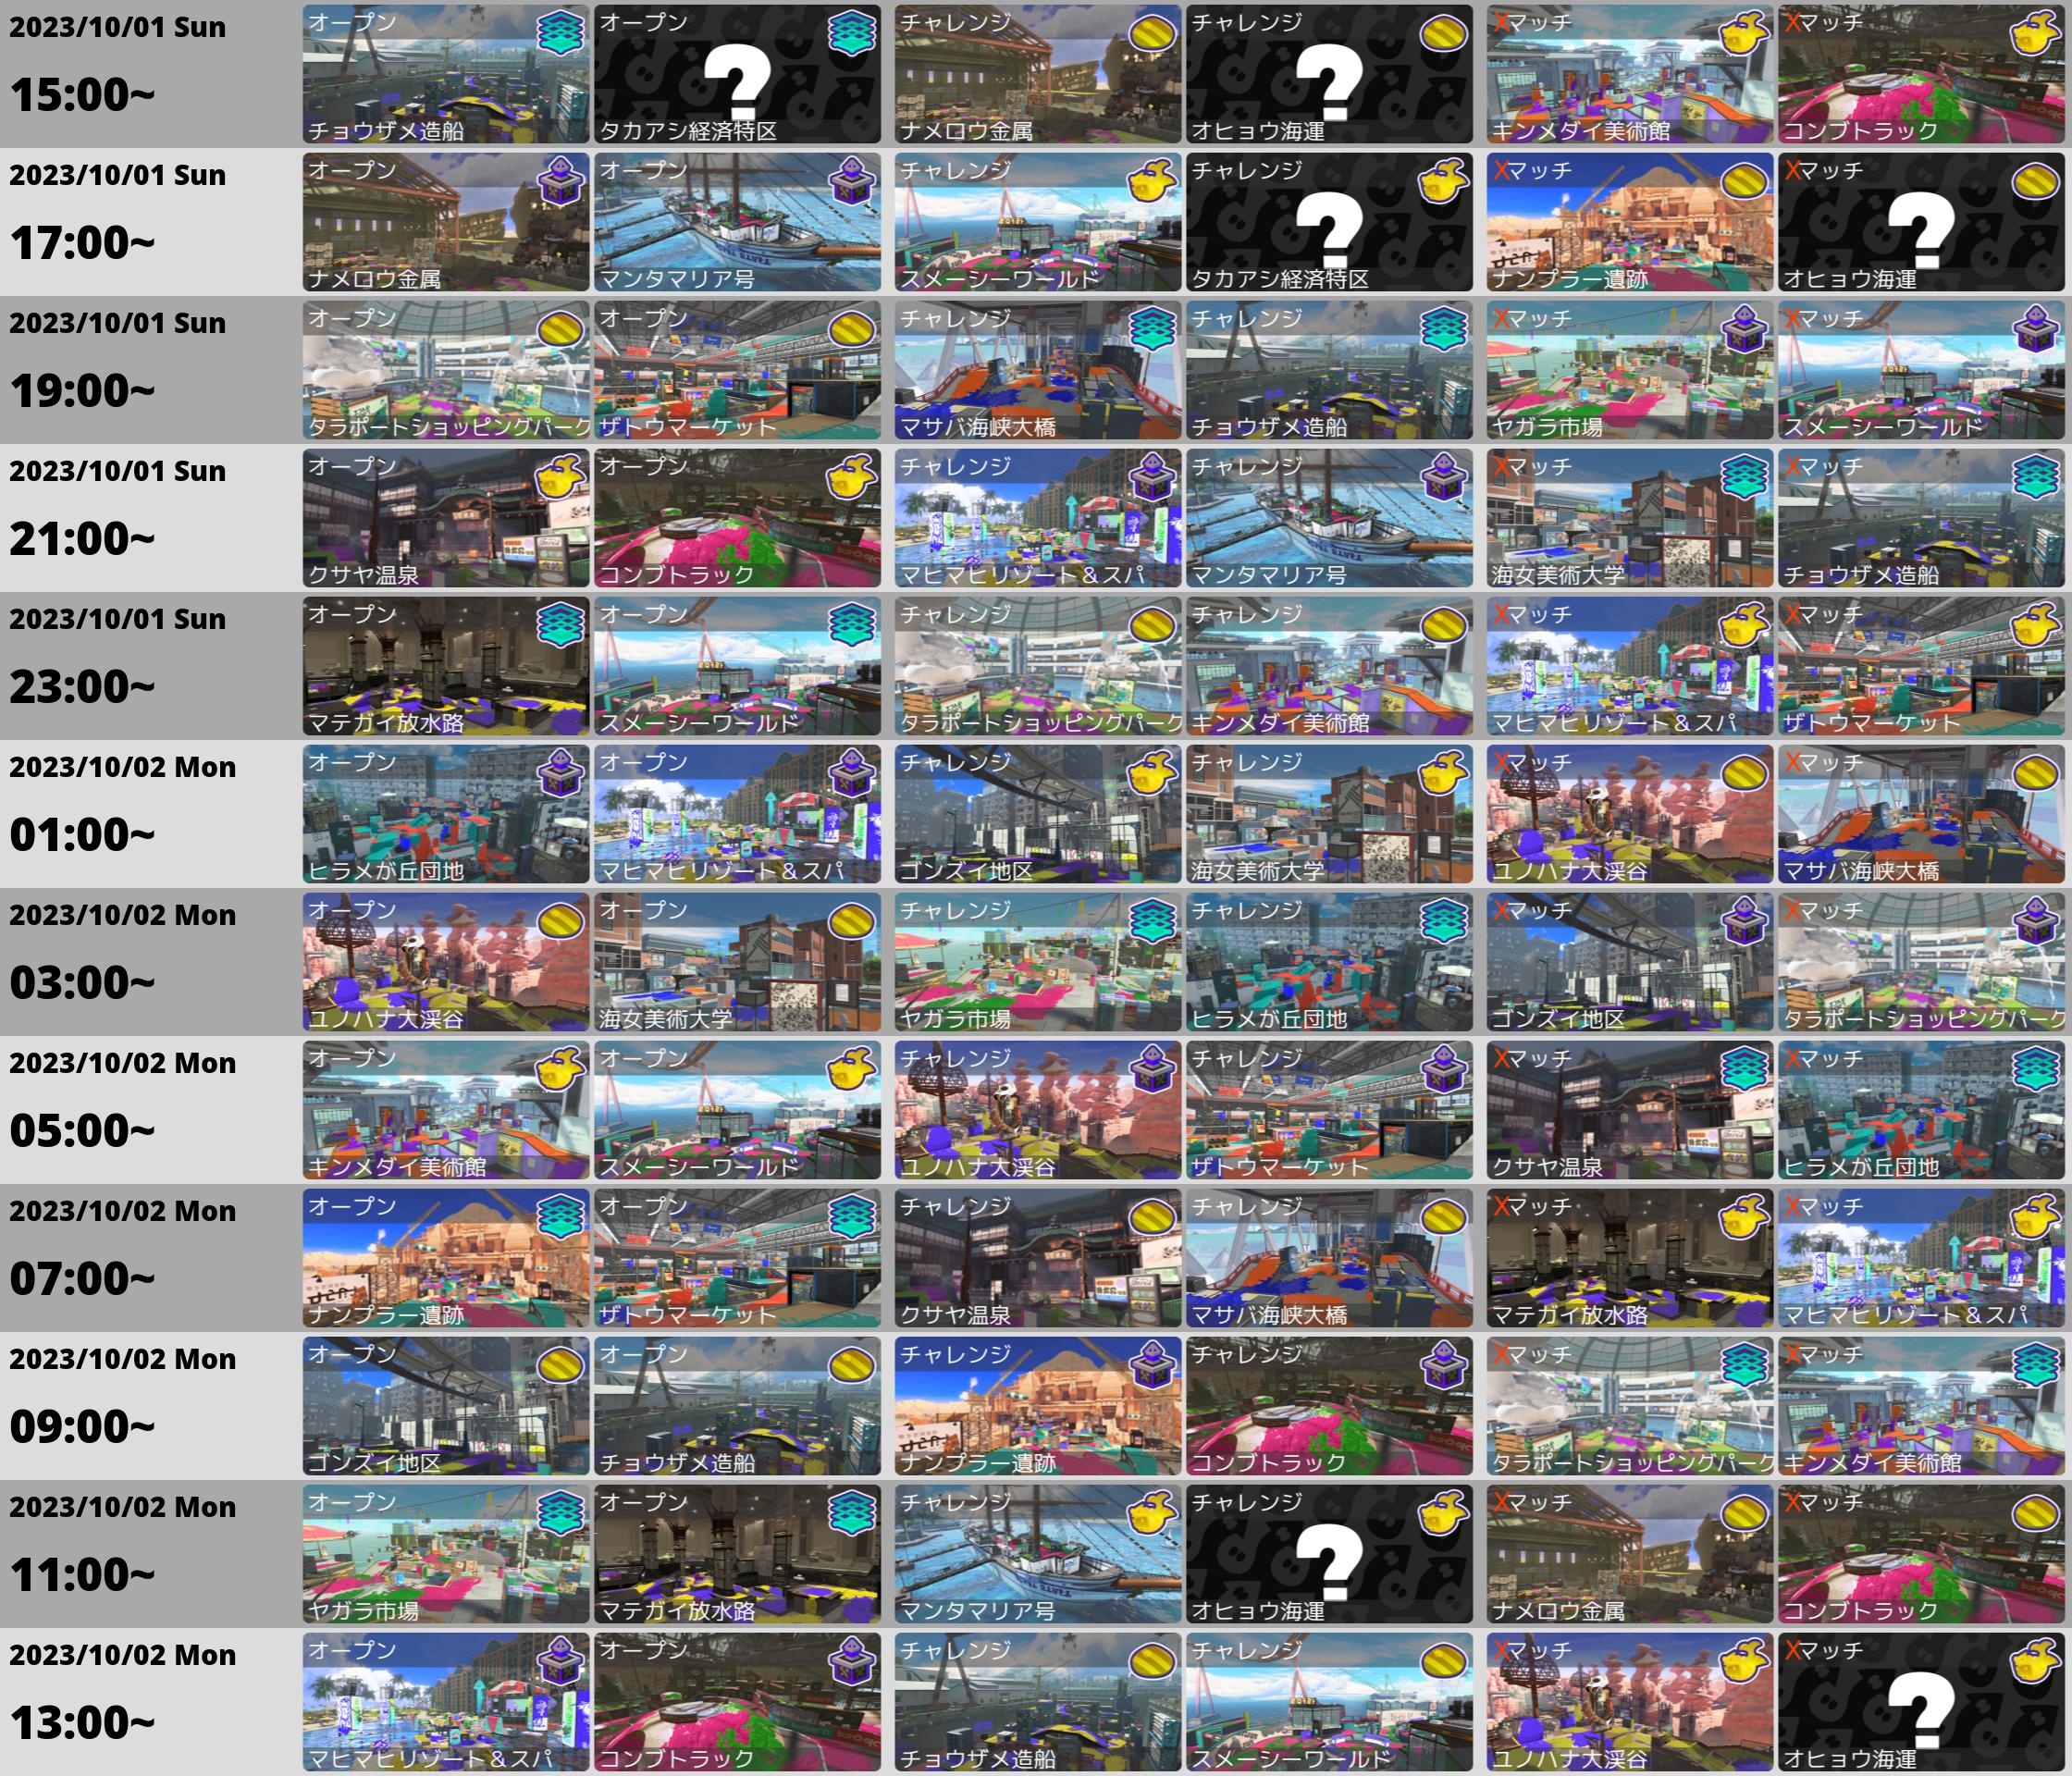 2023/10/01 Sun
15:00~
オープン
チョウザメ造船
オープン
タカアシ経済特区
チャレンジ
ナメロウ金属
チャレンジ
オヒョウ海運
Xマッチ
キンメダイ美術館
Xマッチ
コンブトラック
2023/10/01 Sun
17:00~
オープン
ナメロウ金属
オープン
マンタマリア号
チャレンジ
スメーシーワールド
チャレンジ
タカアシ経済特区
Xマッチ
ナンプラー遺跡
Xマッチ
オヒョウ海運
2023/10/01 Sun
19:00~
オープン
タラポートショッピングパーク
オープン
ザトウマーケット
チャレンジ
マサバ海峡大橋
チャレンジ
チョウザメ造船
Xマッチ
ヤガラ市場
Xマッチ
スメーシーワールド
2023/10/01 Sun
21:00~
オープン
クサヤ温泉
オープン
コンブトラック
チャレンジ
マヒマヒリゾート＆スパ
チャレンジ
マンタマリア号
Xマッチ
海女美術大学
Xマッチ
チョウザメ造船
2023/10/01 Sun
23:00~
オープン
マテガイ放水路
オープン
スメーシーワールド
チャレンジ
タラポートショッピングパーク
チャレンジ
キンメダイ美術館
Xマッチ
マヒマヒリゾート＆スパ
Xマッチ
ザトウマーケット
2023/10/02 Mon
01:00~
オープン
ヒラメが丘団地
オープン
マヒマヒリゾート＆スパ
チャレンジ
ゴンズイ地区
チャレンジ
海女美術大学
Xマッチ
ユノハナ大渓谷
Xマッチ
マサバ海峡大橋
2023/10/02 Mon
03:00~
オープン
ユノハナ大渓谷
オープン
海女美術大学
チャレンジ
ヤガラ市場
チャレンジ
ヒラメが丘団地
Xマッチ
ゴンズイ地区
Xマッチ
タラポートショッピングパーク
2023/10/02 Mon
05:00~
オープン
キンメダイ美術館
オープン
スメーシーワールド
チャレンジ
ユノハナ大渓谷
チャレンジ
ザトウマーケット
Xマッチ
クサヤ温泉
Xマッチ
ヒラメが丘団地
2023/10/02 Mon
07:00~
オープン
ナンプラー遺跡
オープン
ザトウマーケット
チャレンジ
クサヤ温泉
チャレンジ
マサバ海峡大橋
Xマッチ
マテガイ放水路
Xマッチ
マヒマヒリゾート＆スパ
2023/10/02 Mon
09:00~
オープン
ゴンズイ地区
オープン
チョウザメ造船
チャレンジ
ナンプラー遺跡
チャレンジ
コンブトラック
Xマッチ
タラポートショッピングパーク
Xマッチ
キンメダイ美術館
2023/10/02 Mon
11:00~
オープン
ヤガラ市場
オープン
マテガイ放水路
チャレンジ
マンタマリア号
チャレンジ
オヒョウ海運
Xマッチ
ナメロウ金属
Xマッチ
コンブトラック
2023/10/02 Mon
13:00~
オープン
マヒマヒリゾート＆スパ
オープン
コンブトラック
チャレンジ
チョウザメ造船
チャレンジ
スメーシーワールド
Xマッチ
ユノハナ大渓谷
Xマッチ
オヒョウ海運